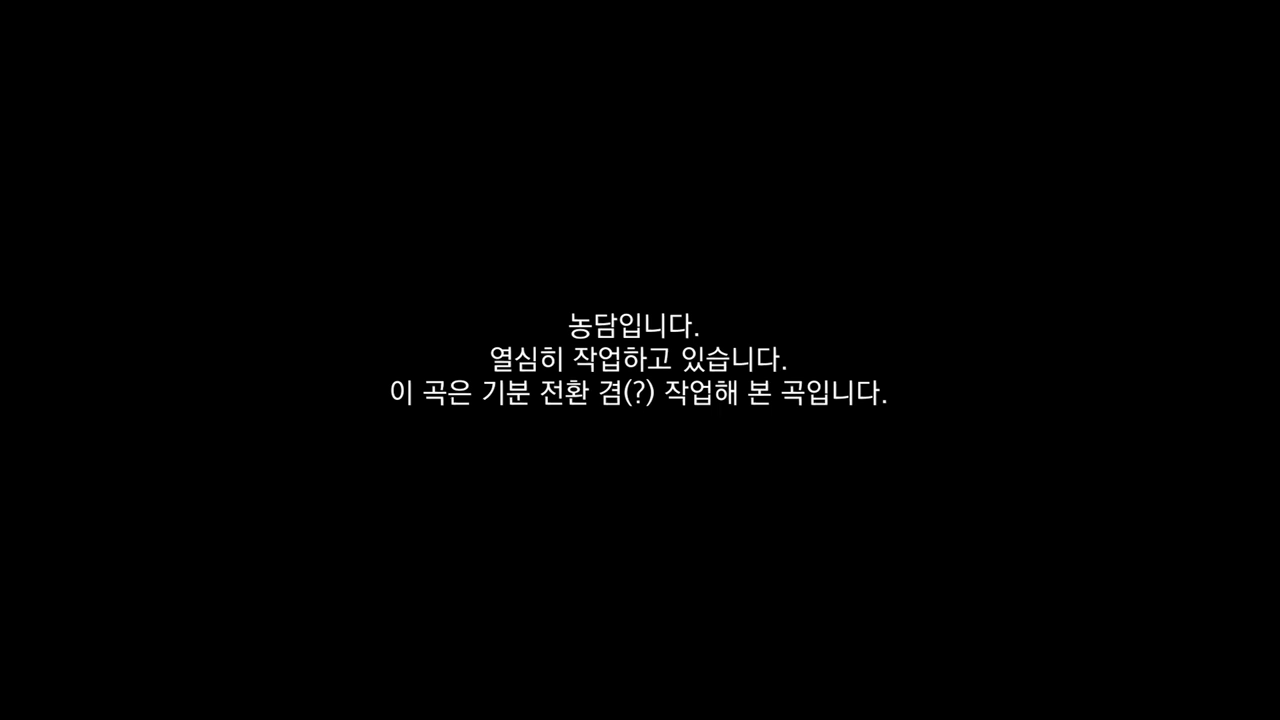 농담입니다.
열심히 작업하고 있습니다.
이 곡은 기분 전환 겸(?) 작업해 본 곡입니다.